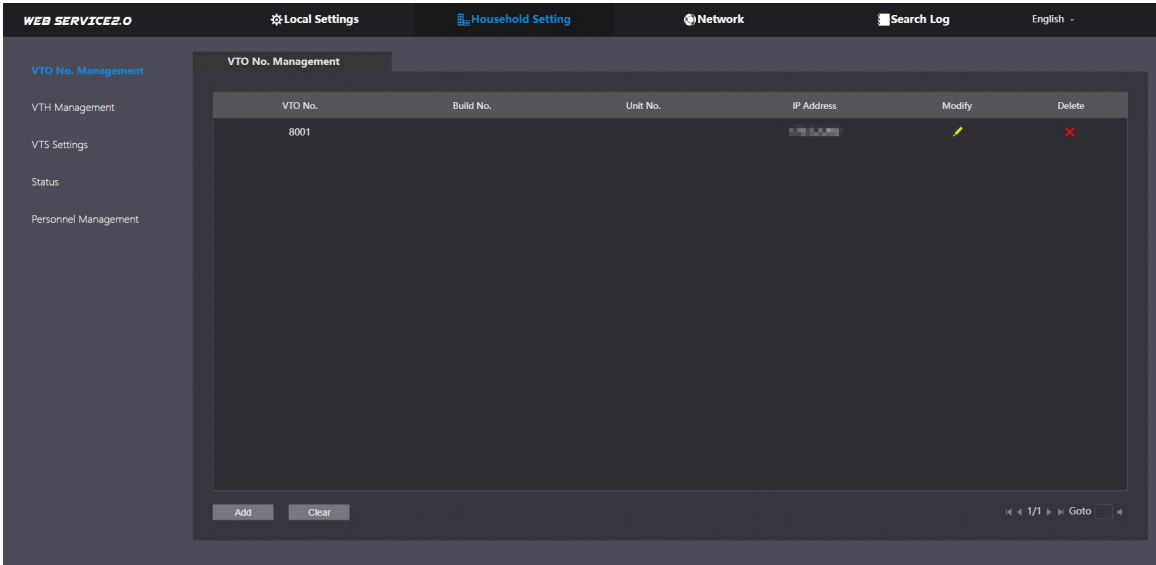 WEB SERVICE2.0 Local Settings Household Setting Network Search Log English
VTO No. Management
VTH Management
VTS Settings
Status
Personnel Management
VTO No. Management
VTO No. Build No. Unit No. IP Address Modify Delete
8001
Add Clear 1/1 Goto